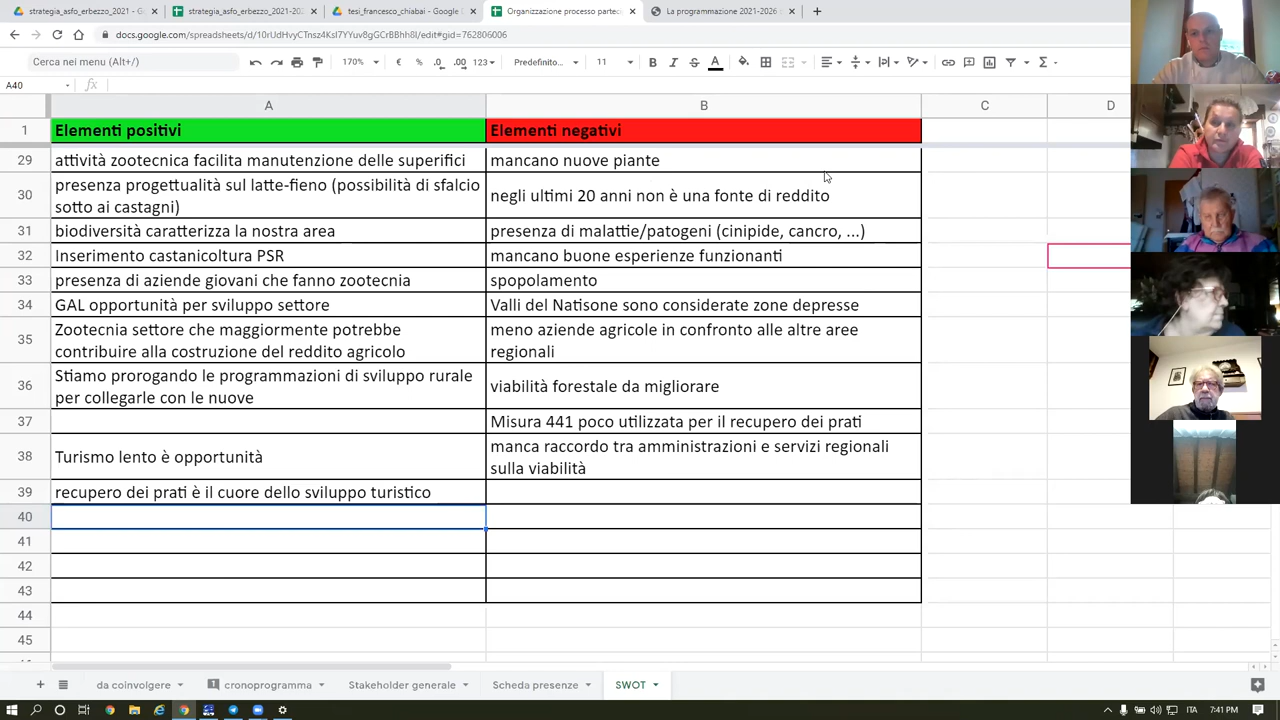 strategia_asfo_erbezzo_2021 - G
strategia_asfo_erbezzo_2021-202
tesi_francesco_chiabai - Google D
Organizzazione processo partec
La programmazione 2021-2026 d
docs.google.com/spreadsheets/d/10rUdHvyCTnsz4Ksl7YYuv8gGCrBBhh8l/edit#gid=762806006
Cerca nei menu (Alt+/)
170%
€ % .0 .00 123
Predefinito...
11
B I S A
A40
fx
A B C D
1 Elementi positivi Elementi negativi
29 attività zootecnica facilita manutenzione delle superifici mancano nuove piante
30 presenza progettualità sul latte-fieno (possibilità di sfalcio
sotto ai castagni) negli ultimi 20 anni non è una fonte di reddito
31 biodiversità caratterizza la nostra area presenza di malattie/patogeni (cinipide, cancro, ...)
32 Inserimento castanicoltura PSR mancano buone esperienze funzionanti
33 presenza di aziende giovani che fanno zootecnia spopolamento
34 GAL opportunità per sviluppo settore Valli del Natisone sono considerate zone depresse
35 Zootecnia settore che maggiormente potrebbe
contribuire alla costruzione del reddito agricolo meno aziende agricole in confronto alle altre aree
regionali
36 Stiamo prorogando le programmazioni di sviluppo rurale
per collegarle con le nuove viabilità forestale da migliorare
37 Misura 441 poco utilizzata per il recupero dei prati
38 Turismo lento è opportunità manca raccordo tra amministrazioni e servizi regionali
sulla viabilità
39 recupero dei prati è il cuore dello sviluppo turistico
40
41
42
43
44
45
da coinvolgere
cronoprogramma
Stakeholder generale
Scheda presenze
SWOT
ITA
7:41 PM